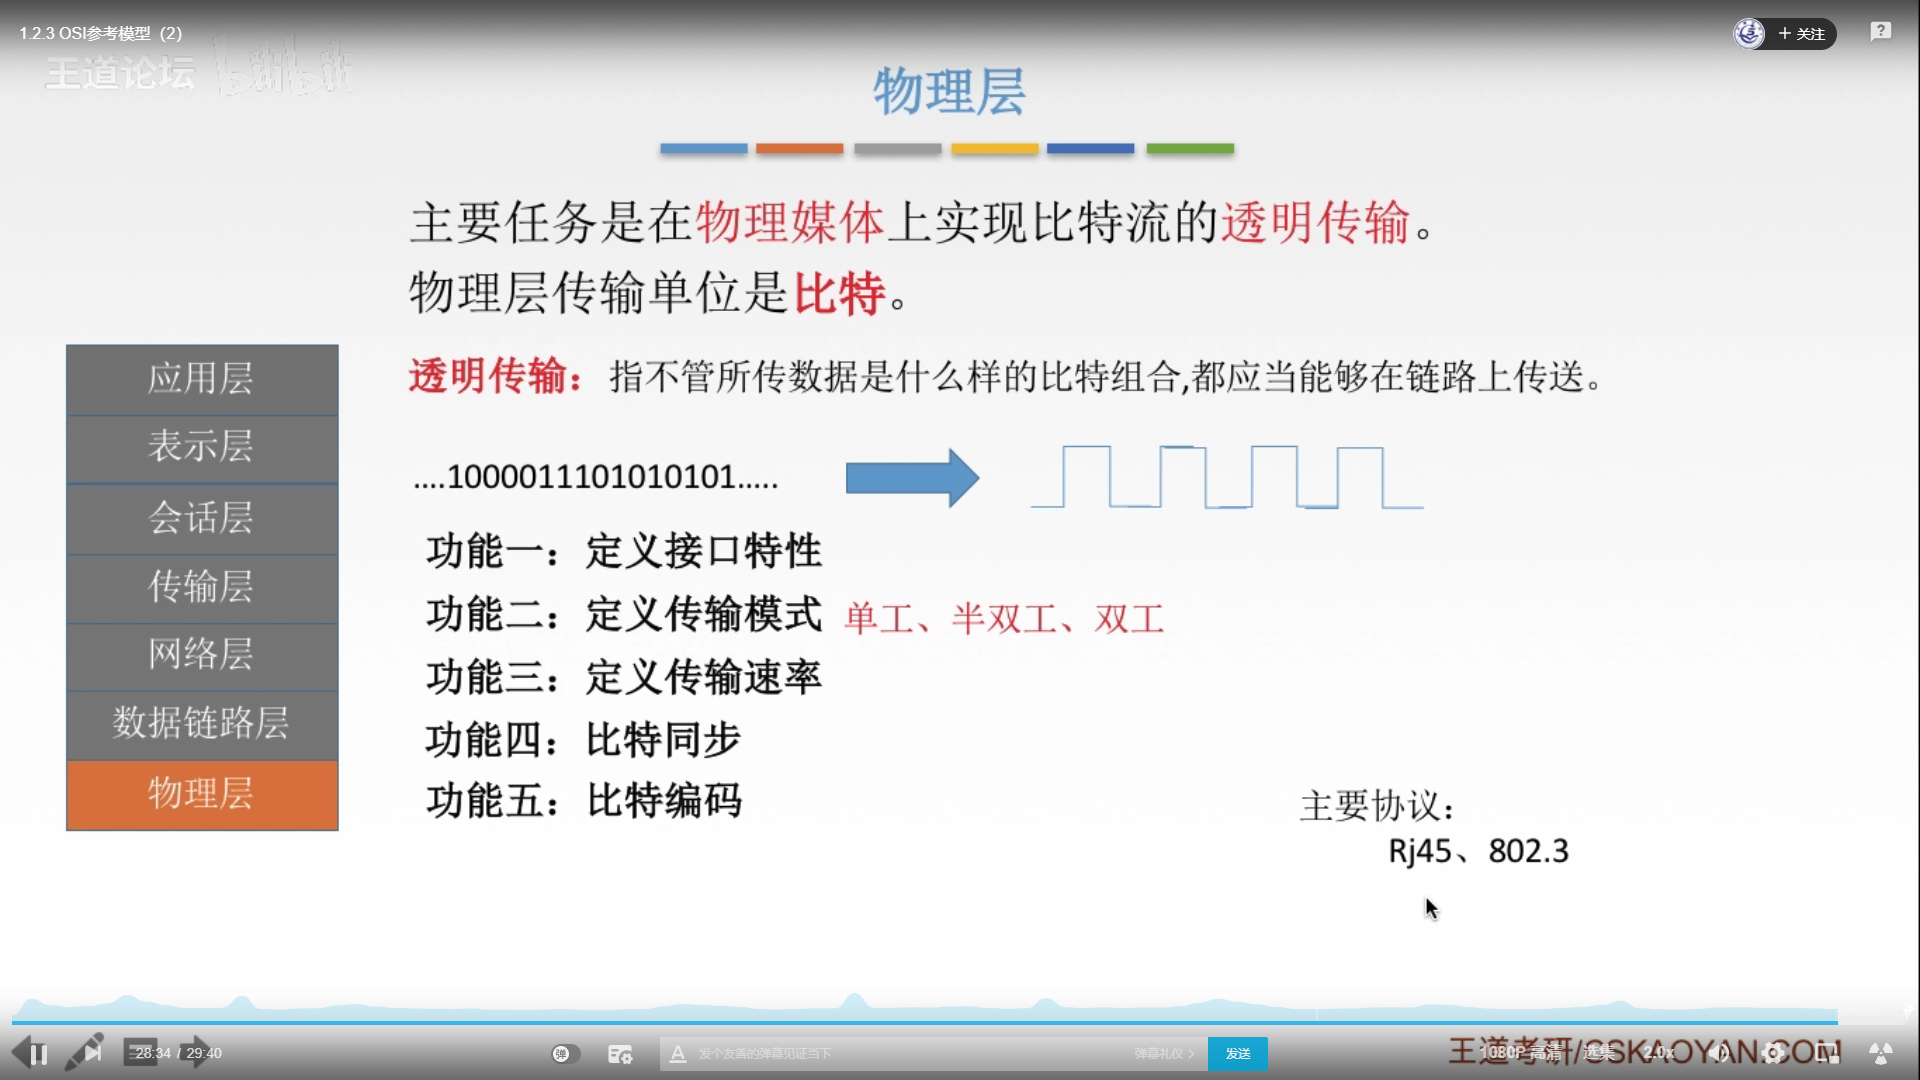 1.2.3 OSI参考模型（2）
+ 关注
王道论坛 bilibili
物理层
主要任务是在物理媒体上实现比特流的透明传输。
物理层传输单位是比特。
透明传输：指不管所传数据是什么样的比特组合,都应当能够在链路上传送。
....1000011101010101.....
应用层
表示层
会话层
传输层
网络层
数据链路层
物理层
功能一：定义接口特性
功能二：定义传输模式 单工、半双工、双工
功能三：定义传输速率
功能四：比特同步
功能五：比特编码
主要协议：
Rj45、802.3
28:34 / 29:40
弹
发个友善的弹幕见证当下
弹幕礼仪 >
发送
王道考研/CSKAOYAN.COM
1080P 高清
选集
2.0x